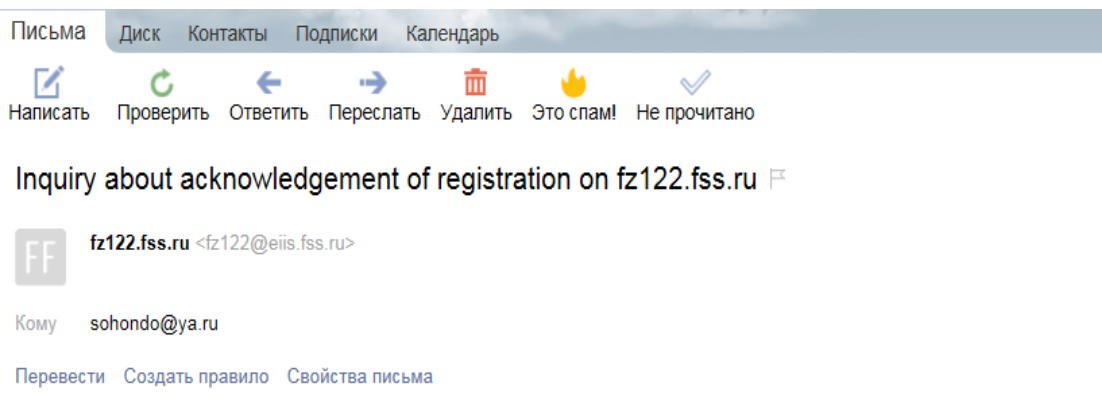 Письма Диск Контакты Подписки Календарь
Написать Проверить Ответить Переслать Удалить Это спам! Не прочитано
Inquiry about acknowledgement of registration on fz122.fss.ru
FF fz122.fss.ru <fz122@eiis.fss.ru>
Кому sohondo@ya.ru
Перевести Создать правило Свойства письма